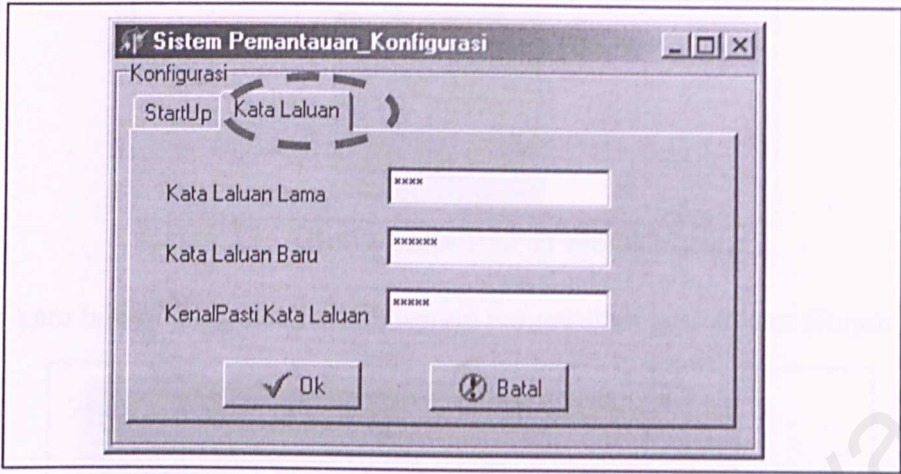 Sistem Pemantauan_Konfigurasi
Konfigurasi
StartUp Kata Laluan
Kata Laluan Lama ××××
Kata Laluan Baru ××××××
KenalPasti Kata Laluan ×××××
Ok Batal